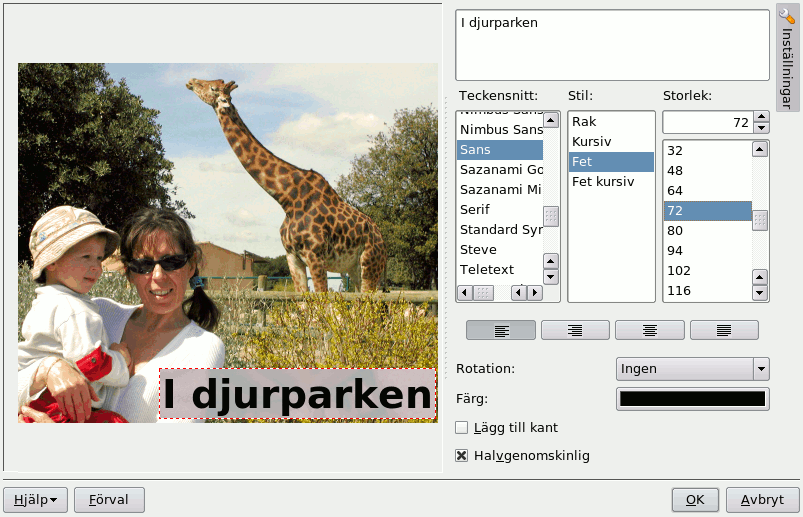 I djurparken
Inställningar
Teckensnitt:
Stil:
Storlek:
Nimbus Sans
Nimbus Sans
Sans
Sazanami Go
Sazanami Mi
Serif
Standard Syr
Steve
Teletext
Rak
Kursiv
Fet
Fet kursiv
72
32
48
64
72
80
94
102
116
Rotation:
Ingen
Färg:
Lägg till kant
Halvgenomskinlig
I djurparken
Hjälp
Förval
OK
Avbryt